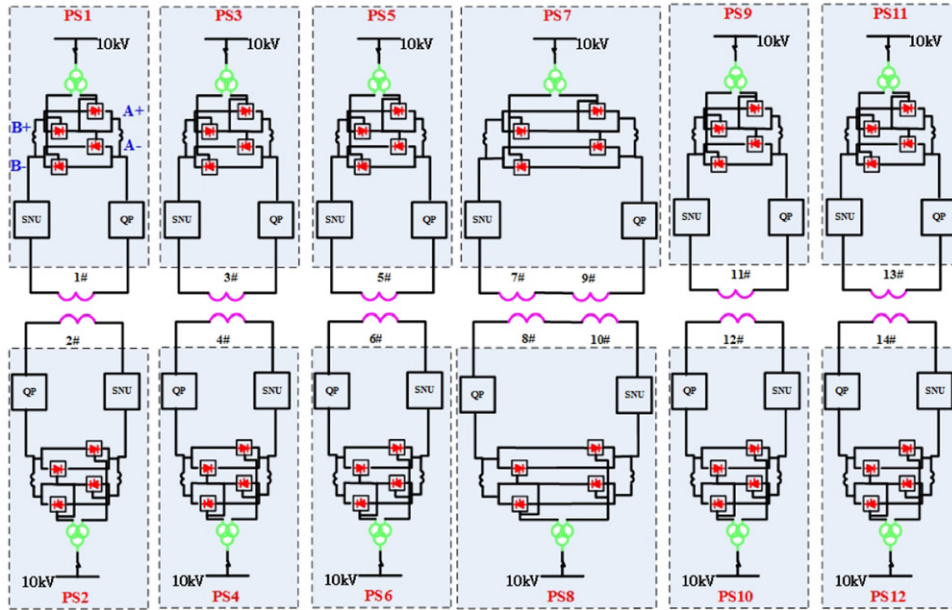 PS1 PS3 PS5 PS7 PS9 PS11
10kV 10kV 10kV 10kV 10kV 10kV
A+
B+
A-
B-
SNU QP SNU QP SNU QP SNU QP SNU QP SNU QP
1# 3# 5# 7# 9# 11# 13#
2# 4# 6# 8# 10# 12# 14#
QP SNU QP SNU QP SNU QP SNU QP SNU QP SNU
10kV 10kV 10kV 10kV 10kV 10kV
PS2 PS4 PS6 PS8 PS10 PS12